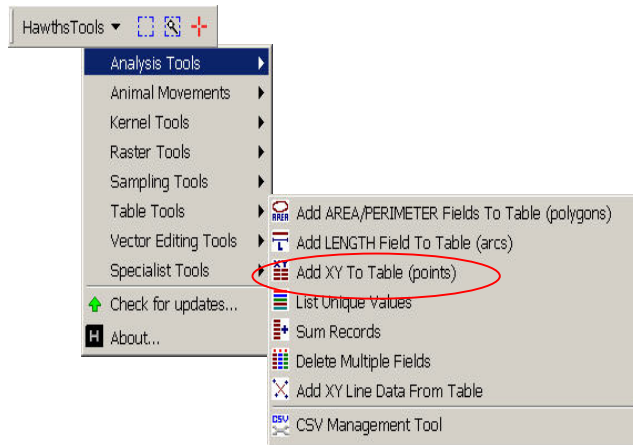 HawthsTools
Analysis Tools
Animal Movements
Kernel Tools
Raster Tools
Sampling Tools
Table Tools
Vector Editing Tools
Specialist Tools
Check for updates...
H About...
AREA Add AREA/PERIMETER Fields To Table (polygons)
L Add LENGTH Field To Table (arcs)
XY Add XY To Table (points)
List Unique Values
Sum Records
Delete Multiple Fields
Add XY Line Data From Table
CSV CSV Management Tool